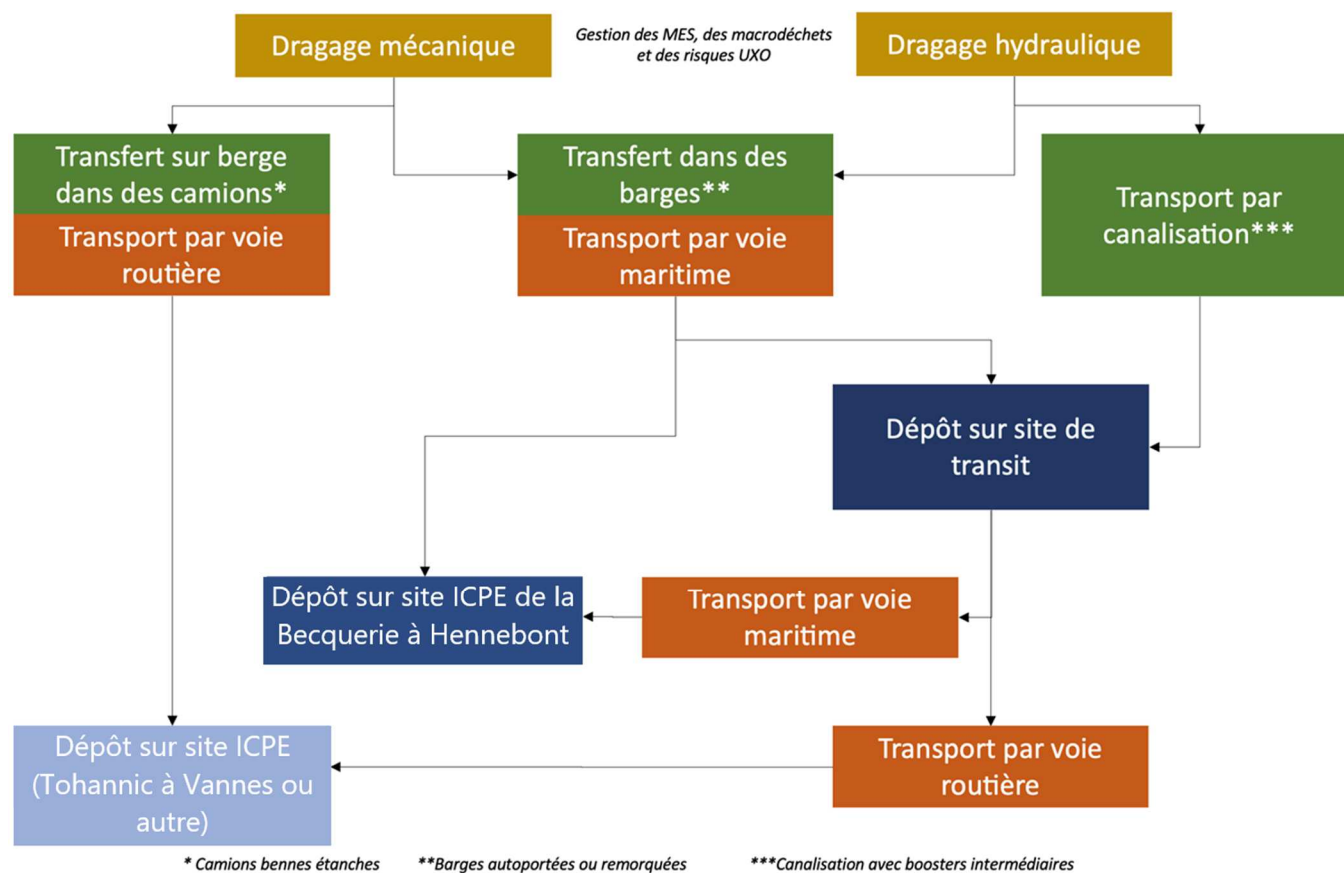 Dragage mécanique
Gestion des MES, des macrodéchets
et des risques UXO
Dragage hydraulique
Transfert sur berge
dans des camions*
Transport par voie
routière
Transfert dans des
barges**
Transport par voie
maritime
Transport par
canalisation***
Dépôt sur site de
transit
Dépôt sur site ICPE de la
Becquerie à Hennebont
Transport par voie
maritime
Dépôt sur site ICPE
(Tohannic à Vannes ou
autre)
Transport par voie
routière
* Camions bennes étanches
**Barges autoportées ou remorquées
***Canalisation avec boosters intermédiaires